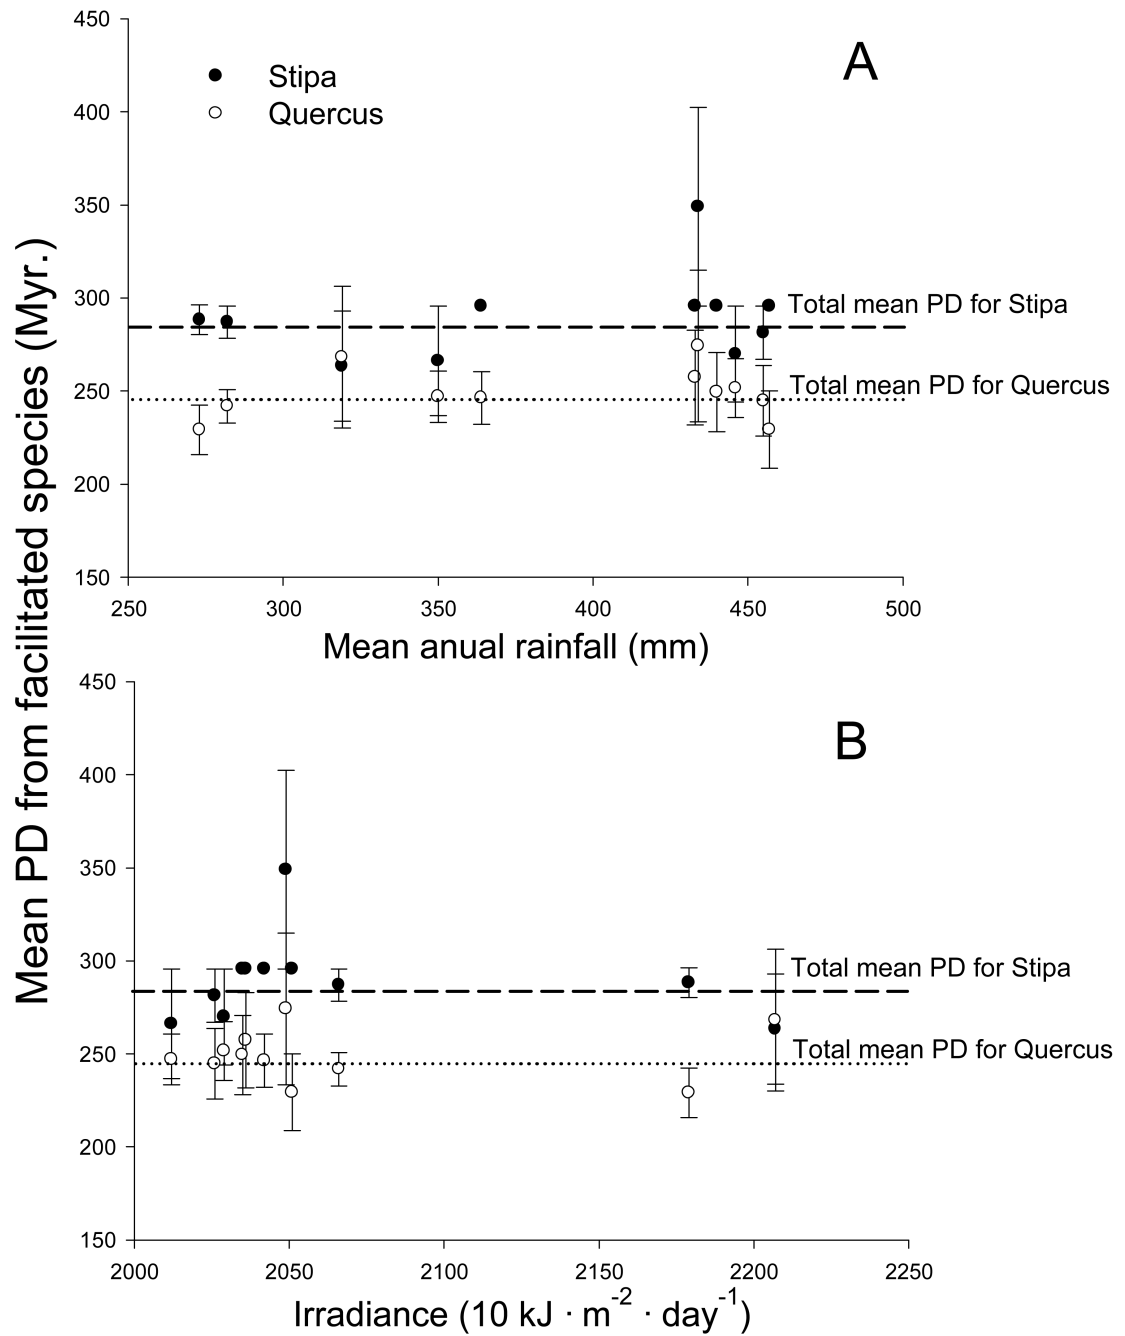 Mean PD from facilitated species (Myr.)
450
400
350
300
250
200
150
A
Stipa
Quercus
Total mean PD for Stipa
Total mean PD for Quercus
250 300 350 400 450 500
Mean anual rainfall (mm)
450
400
350
300
250
200
150
B
Total mean PD for Stipa
Total mean PD for Quercus
2000 2050 2100 2150 2200 2250
Irradiance (10 kJ · m⁻² · day⁻¹)